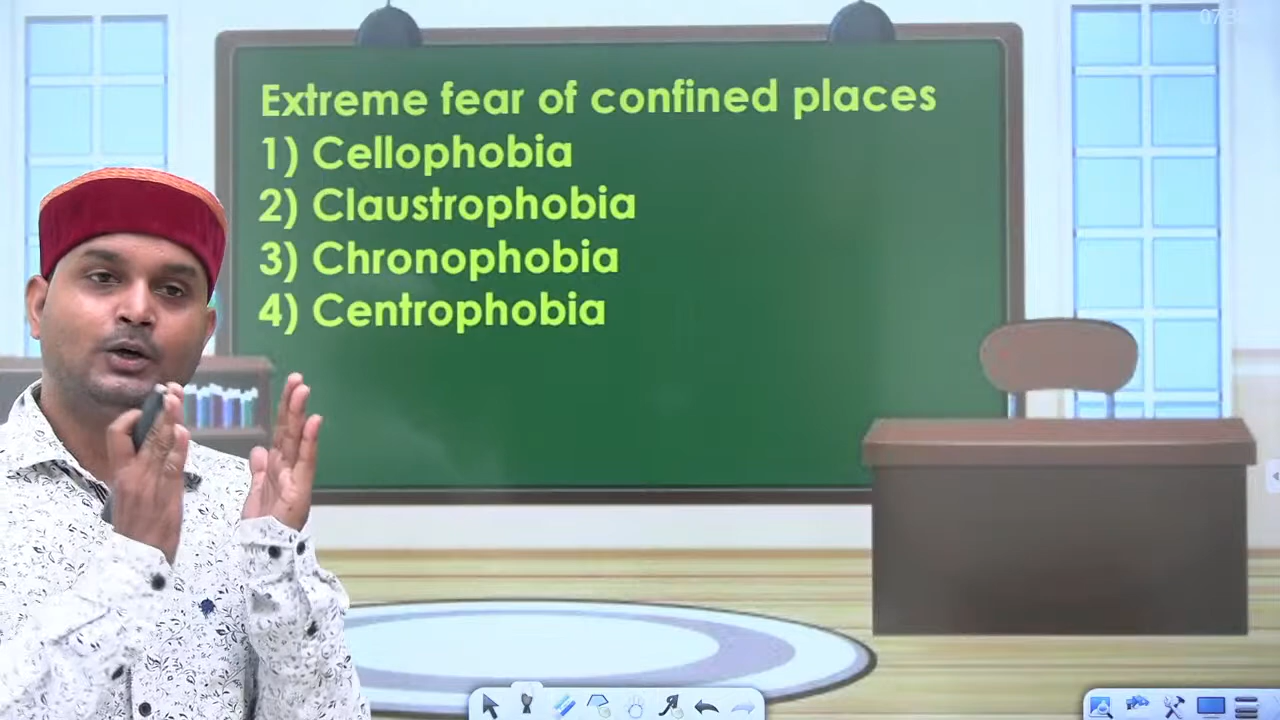 Extreme fear of confined places
1) Cellophobia
2) Claustrophobia
3) Chronophobia
4) Centrophobia